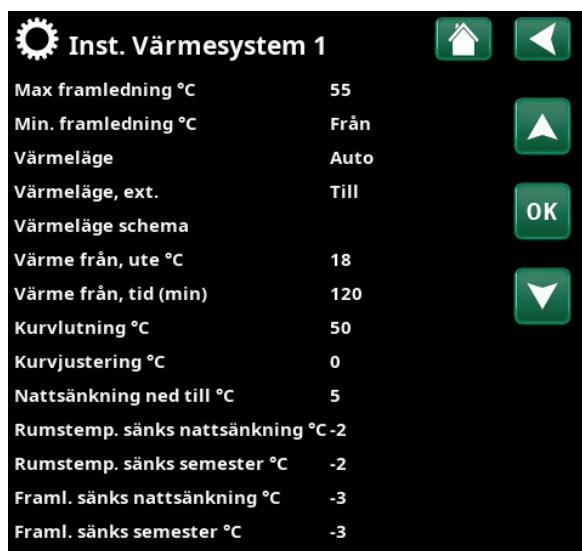 Inst. Värmesystem 1
Max framledning °C 55
Min. framledning °C Från
Värmeläge Auto
Värmeläge, ext. Till
OK
Värmeläge schema
Värme från, ute °C 18
Värme från, tid (min) 120
Kurvlutning °C 50
Kurvjustering °C 0
Nattsänkning ned till °C 5
Rumstemp. sänks nattsänkning °C -2
Rumstemp. sänks semester °C -2
Framl. sänks nattsänkning °C -3
Framl. sänks semester °C -3